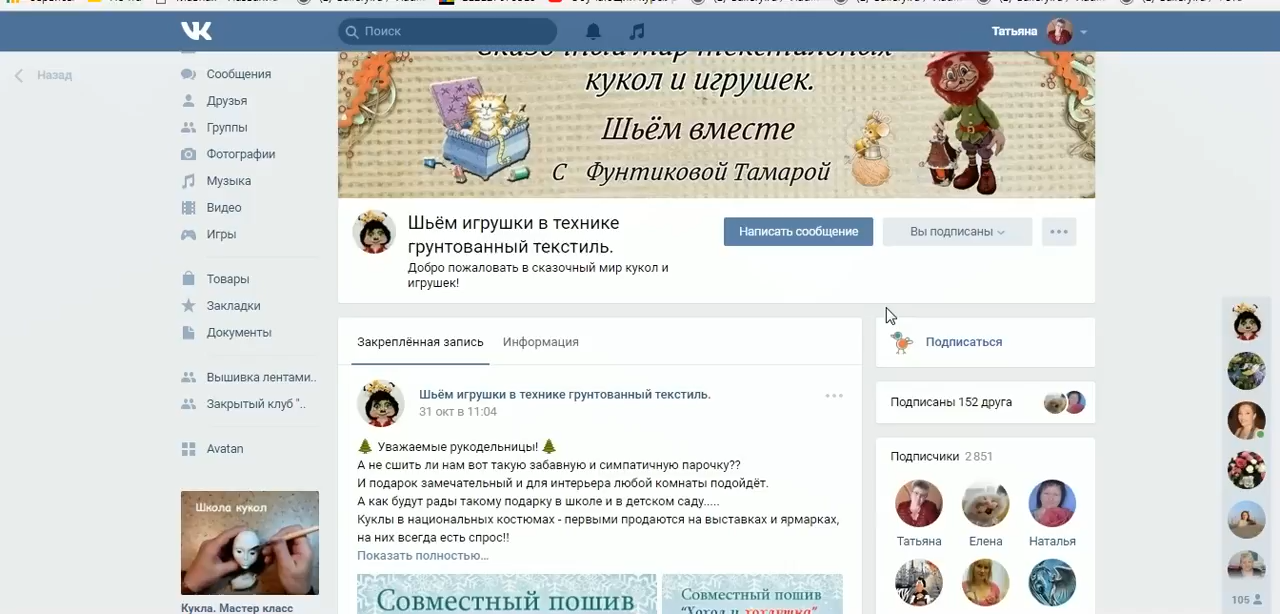 Поиск
Татьяна
Назад
Сообщения
Друзья
Группы
Фотографии
Музыка
Видео
Игры
Товары
Закладки
Документы
Вышивка лентами..
Закрытый клуб "..
Avatan
Школа кукол
Кукла. Мастер класс
Сказочный мир текстильных
кукол и игрушек.
Шьём вместе
С Фунтиковой Тамарой
Шьём игрушки в технике
грунтованный текстиль.
Добро пожаловать в сказочный мир кукол и
игрушек!
Написать сообщение
Вы подписаны
Закреплённая запись
Информация
Шьём игрушки в технике грунтованный текстиль.
31 окт в 11:04
Уважаемые рукодельницы!
А не сшить ли нам вот такую забавную и симпатичную парочку??
И подарок замечательный и для интерьера любой комнаты подойдёт.
А как будут рады такому подарку в школе и в детском саду.....
Куклы в национальных костюмах - первыми продаются на выставках и ярмарках,
на них всегда есть спрос!!
Показать полностью...
Совместный пошив
Совместный пошив
"Хохол и хохлушка"
Подписаться
Подписаны 152 друга
Подписчики 2 851
Татьяна
Елена
Наталья
105